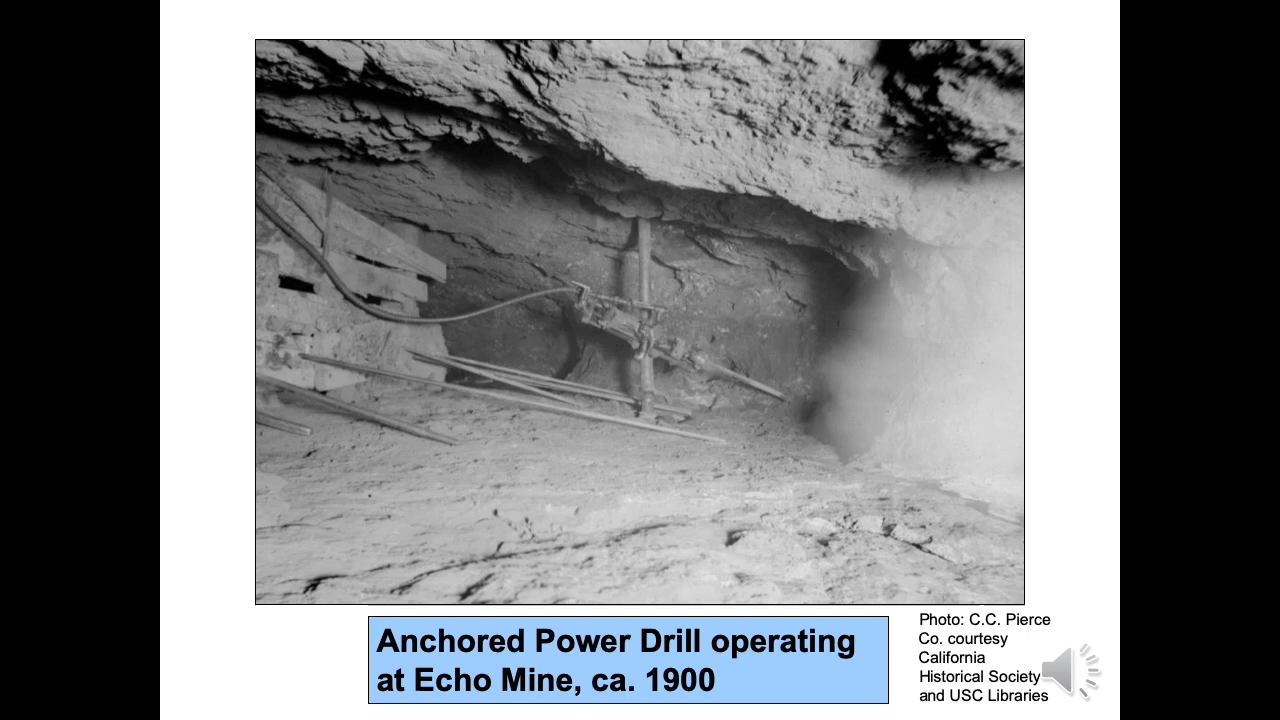 Anchored Power Drill operating
at Echo Mine, ca. 1900
Photo: C.C. Pierce
Co. courtesy
California
Historical Society
and USC Libraries